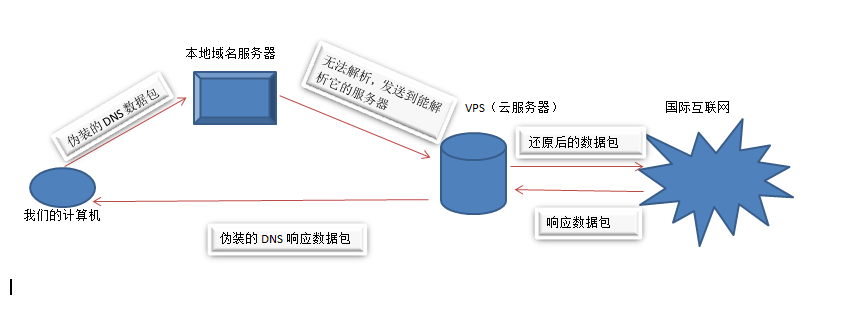 本地域名服务器
伪装的 DNS 数据包
无法解析，发送到能解
析它的服务器
VPS（云服务器）
国际互联网
还原后的数据包
我们的计算机
响应数据包
伪装的 DNS 响应数据包